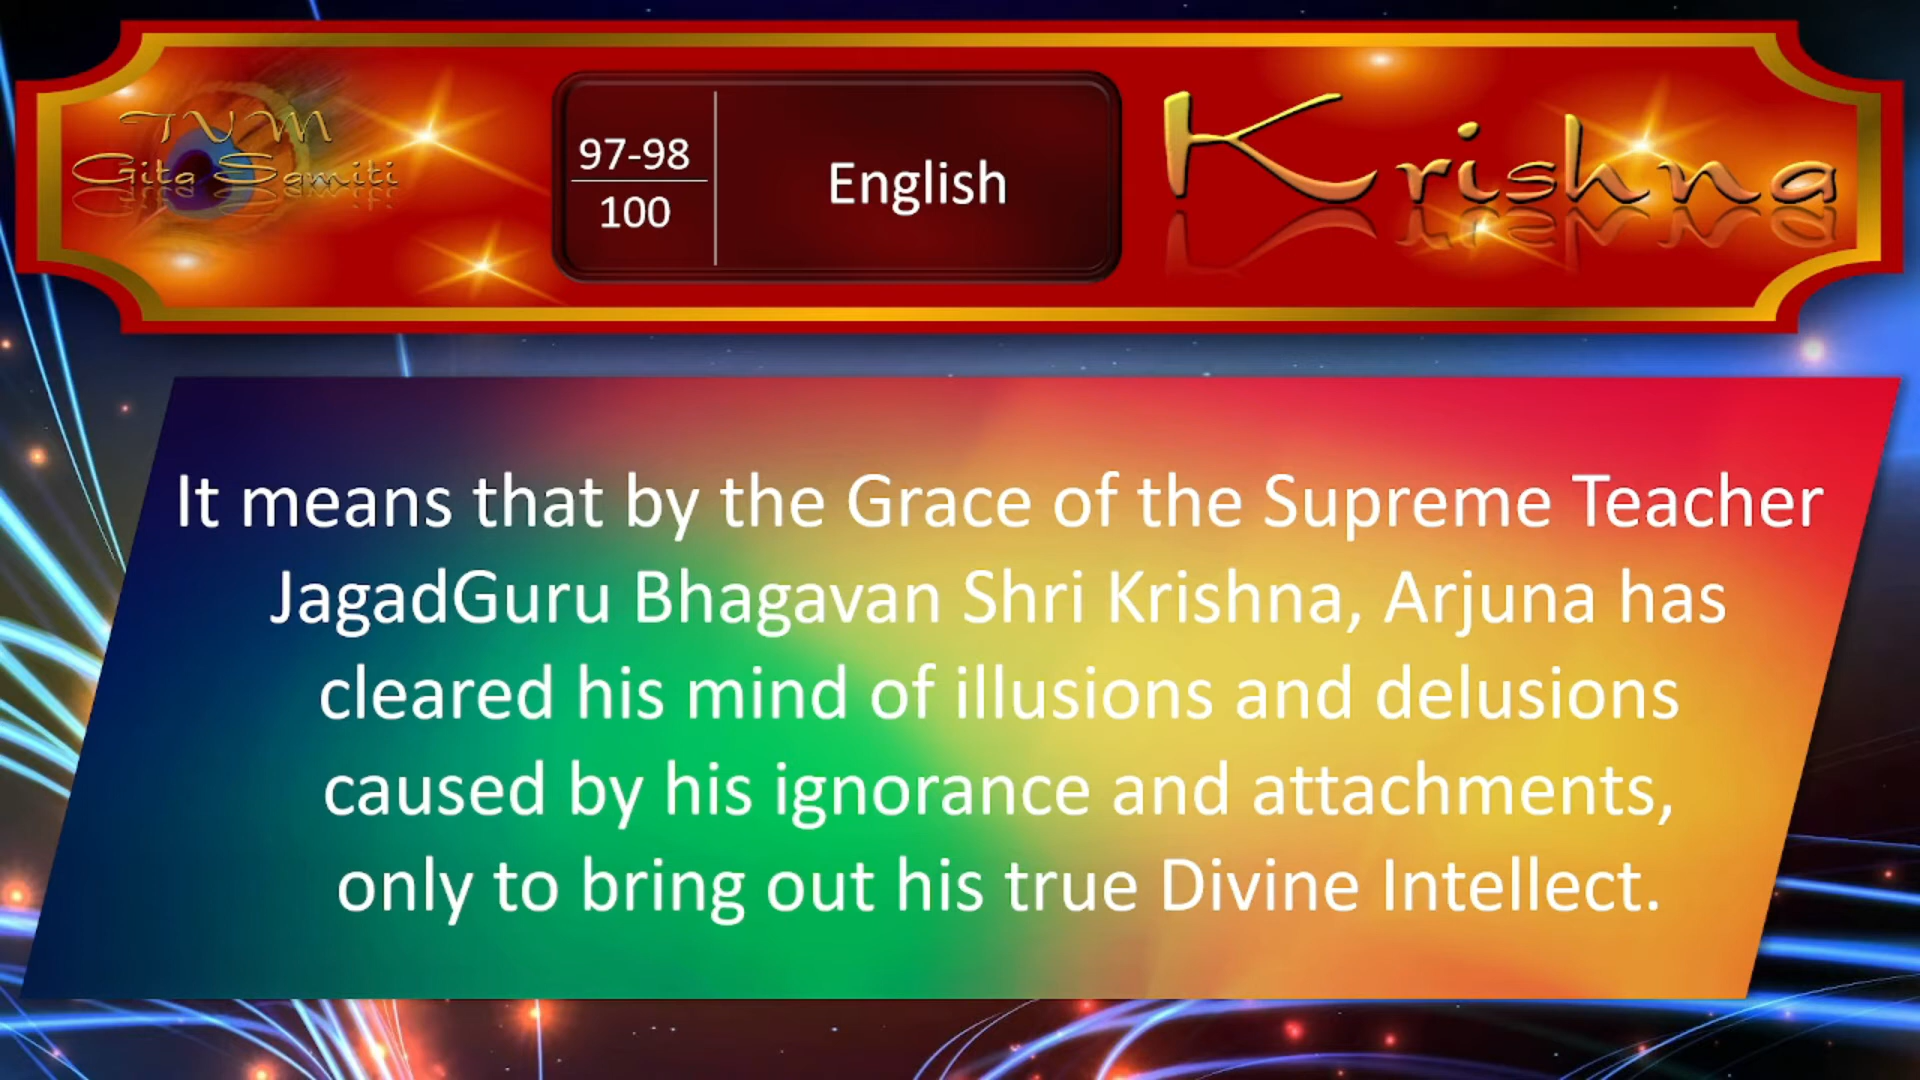 TVM
Gita Samiti
97-98
100
English
Krishna
It means that by the Grace of the Supreme Teacher
JagadGuru Bhagavan Shri Krishna, Arjuna has
cleared his mind of illusions and delusions
caused by his ignorance and attachments,
only to bring out his true Divine Intellect.